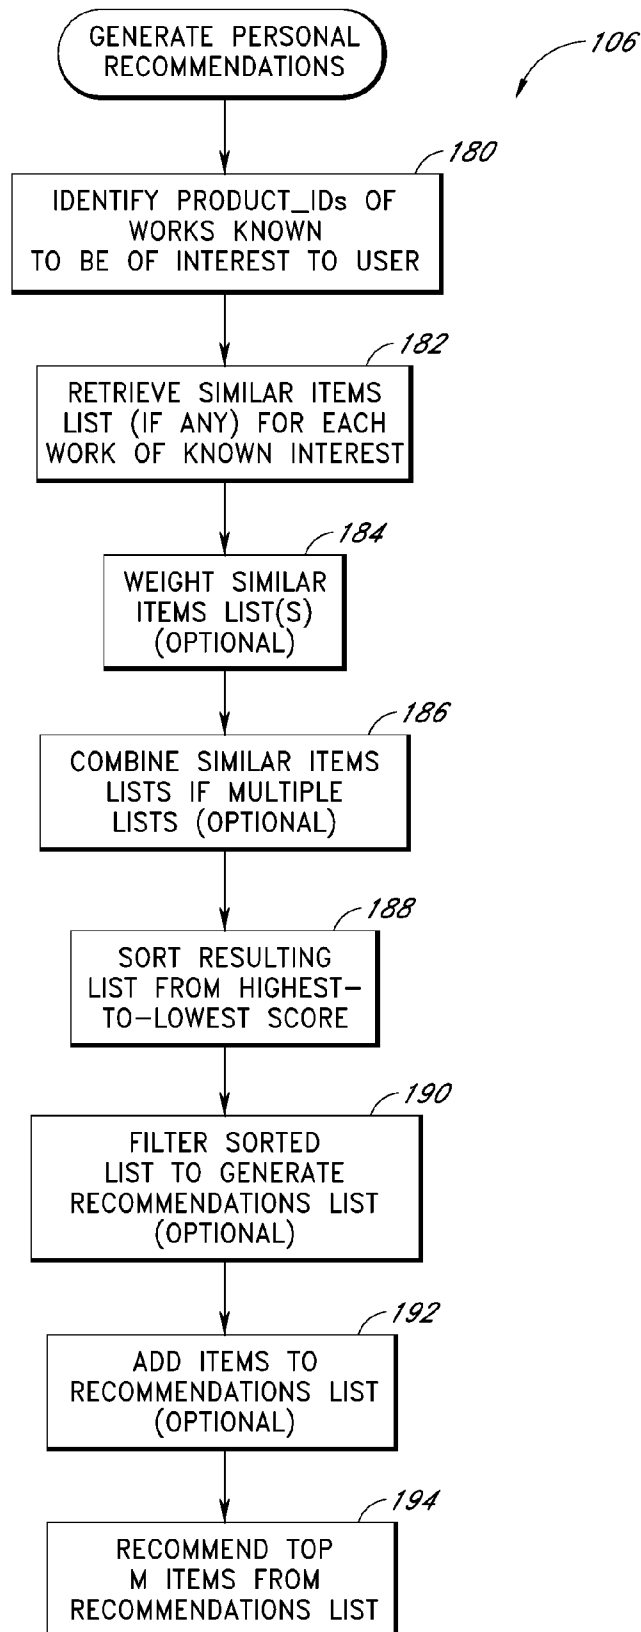 GENERATE PERSONAL
RECOMMENDATIONS
106
180
IDENTIFY PRODUCT_IDs OF
WORKS KNOWN
TO BE OF INTEREST TO USER
182
RETRIEVE SIMILAR ITEMS
LIST (IF ANY) FOR EACH
WORK OF KNOWN INTEREST
184
WEIGHT SIMILAR
ITEMS LIST(S)
(OPTIONAL)
186
COMBINE SIMILAR ITEMS
LISTS IF MULTIPLE
LISTS (OPTIONAL)
188
SORT RESULTING
LIST FROM HIGHEST-
TO-LOWEST SCORE
190
FILTER SORTED
LIST TO GENERATE
RECOMMENDATIONS LIST
(OPTIONAL)
192
ADD ITEMS TO
RECOMMENDATIONS LIST
(OPTIONAL)
194
RECOMMEND TOP
M ITEMS FROM
RECOMMENDATIONS LIST